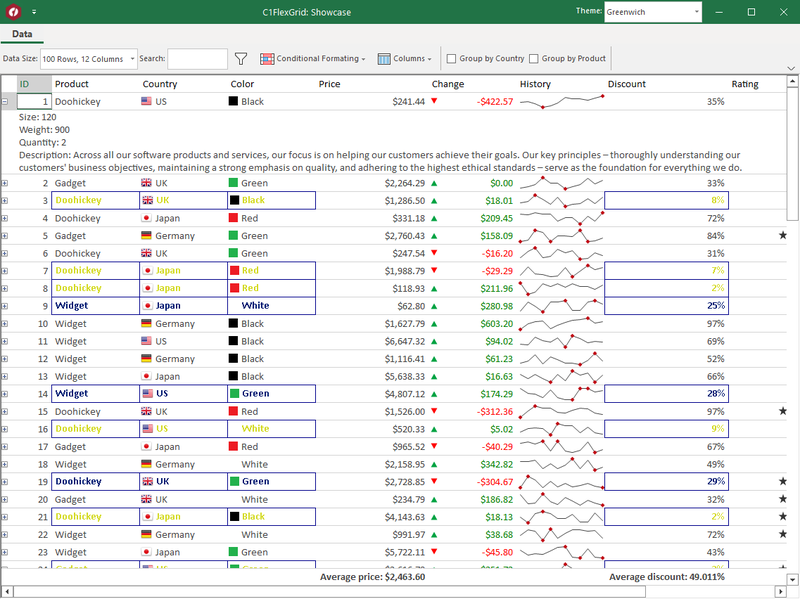 C1FlexGrid: Showcase
Theme: Greenwich
Data
Data Size: 100 Rows, 12 Columns Search: Conditional Formating Columns Group by Country Group by Product
ID Product Country Color Price Change History Discount Rating
1 Doohickey US Black $241.44 -$422.57 35%
Size: 120
Weight: 900
Quantity: 2
Description: Across all our software products and services, our focus is on helping our customers achieve their goals. Our key principles – thoroughly understanding our
customers' business objectives, maintaining a strong emphasis on quality, and adhering to the highest ethical standards – serve as the foundation for everything we do.
2 Gadget UK Green $2,264.29 $0.00 33%
3 Doohickey UK Black $1,286.50 $18.01 8%
4 Doohickey Japan Red $331.18 $209.45 72%
5 Gadget Germany Green $2,760.43 $158.09 84%
6 Doohickey UK Green $247.54 -$16.20 31%
7 Doohickey Japan Red $1,988.79 -$29.29 7%
8 Doohickey Japan Red $118.93 $211.96 2%
9 Widget Japan White $62.80 $280.98 25%
10 Widget Germany Black $1,627.79 $603.20 97%
11 Widget US Black $6,647.32 $94.02 69%
12 Widget Germany Black $1,116.41 $61.23 52%
13 Widget Japan Black $5,638.33 $16.63 66%
14 Widget US Green $4,807.12 $174.29 28%
15 Doohickey UK Red $1,526.00 -$312.36 97%
16 Doohickey US White $520.33 $5.02 9%
17 Gadget Japan Red $965.52 -$40.29 67%
18 Widget Germany White $2,158.95 $342.82 49%
19 Doohickey UK Green $2,728.85 -$304.67 29%
20 Gadget UK White $234.79 $186.82 32%
21 Doohickey Japan Black $4,143.63 $18.13 2%
22 Widget Germany White $991.97 $38.68 72%
23 Widget Japan Green $5,722.11 -$45.80 43%
Average price: $2,463.60 Average discount: 49.011%